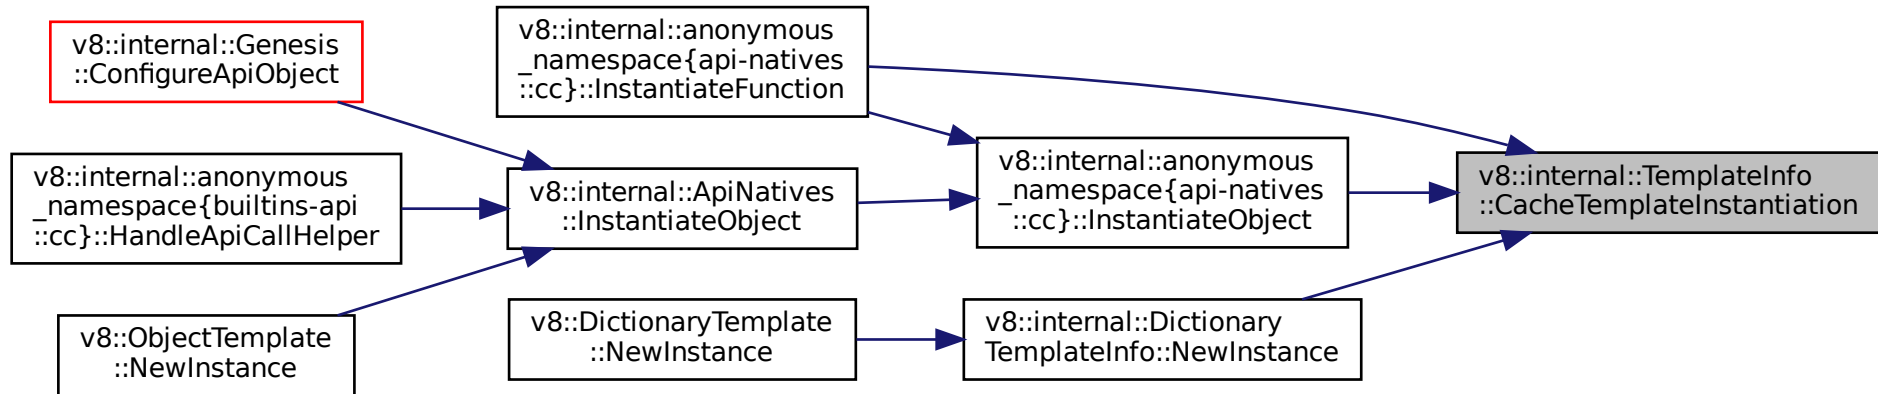 v8::internal::Genesis
::ConfigureApiObject
v8::internal::anonymous
_namespace{builtins-api
::cc}::HandleApiCallHelper
v8::ObjectTemplate
::NewInstance
v8::internal::anonymous
_namespace{api-natives
::cc}::InstantiateFunction
v8::internal::ApiNatives
::InstantiateObject
v8::DictionaryTemplate
::NewInstance
v8::internal::anonymous
_namespace{api-natives
::cc}::InstantiateObject
v8::internal::Dictionary
TemplateInfo::NewInstance
v8::internal::TemplateInfo
::CacheTemplateInstantiation